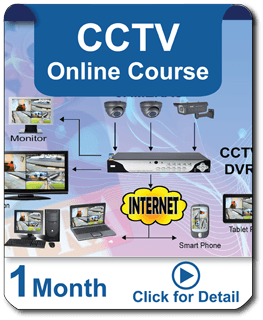 CCTV
Online Course
Monitor
CCTV
DVR
INTERNET
Smart Phone
Tablet
1 Month
Click for Detail